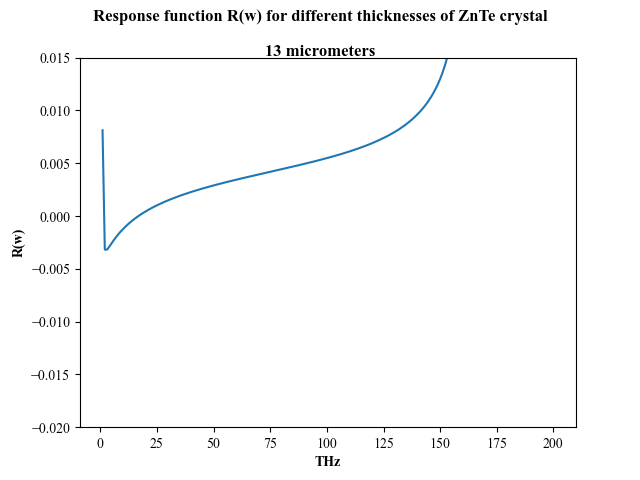 Response function R(w) for different thicknesses of ZnTe crystal
13 micrometers
0.015
0.010
0.005
0.000
−0.005
−0.010
−0.015
−0.020
R(w)
0 25 50 75 100 125 150 175 200
THz